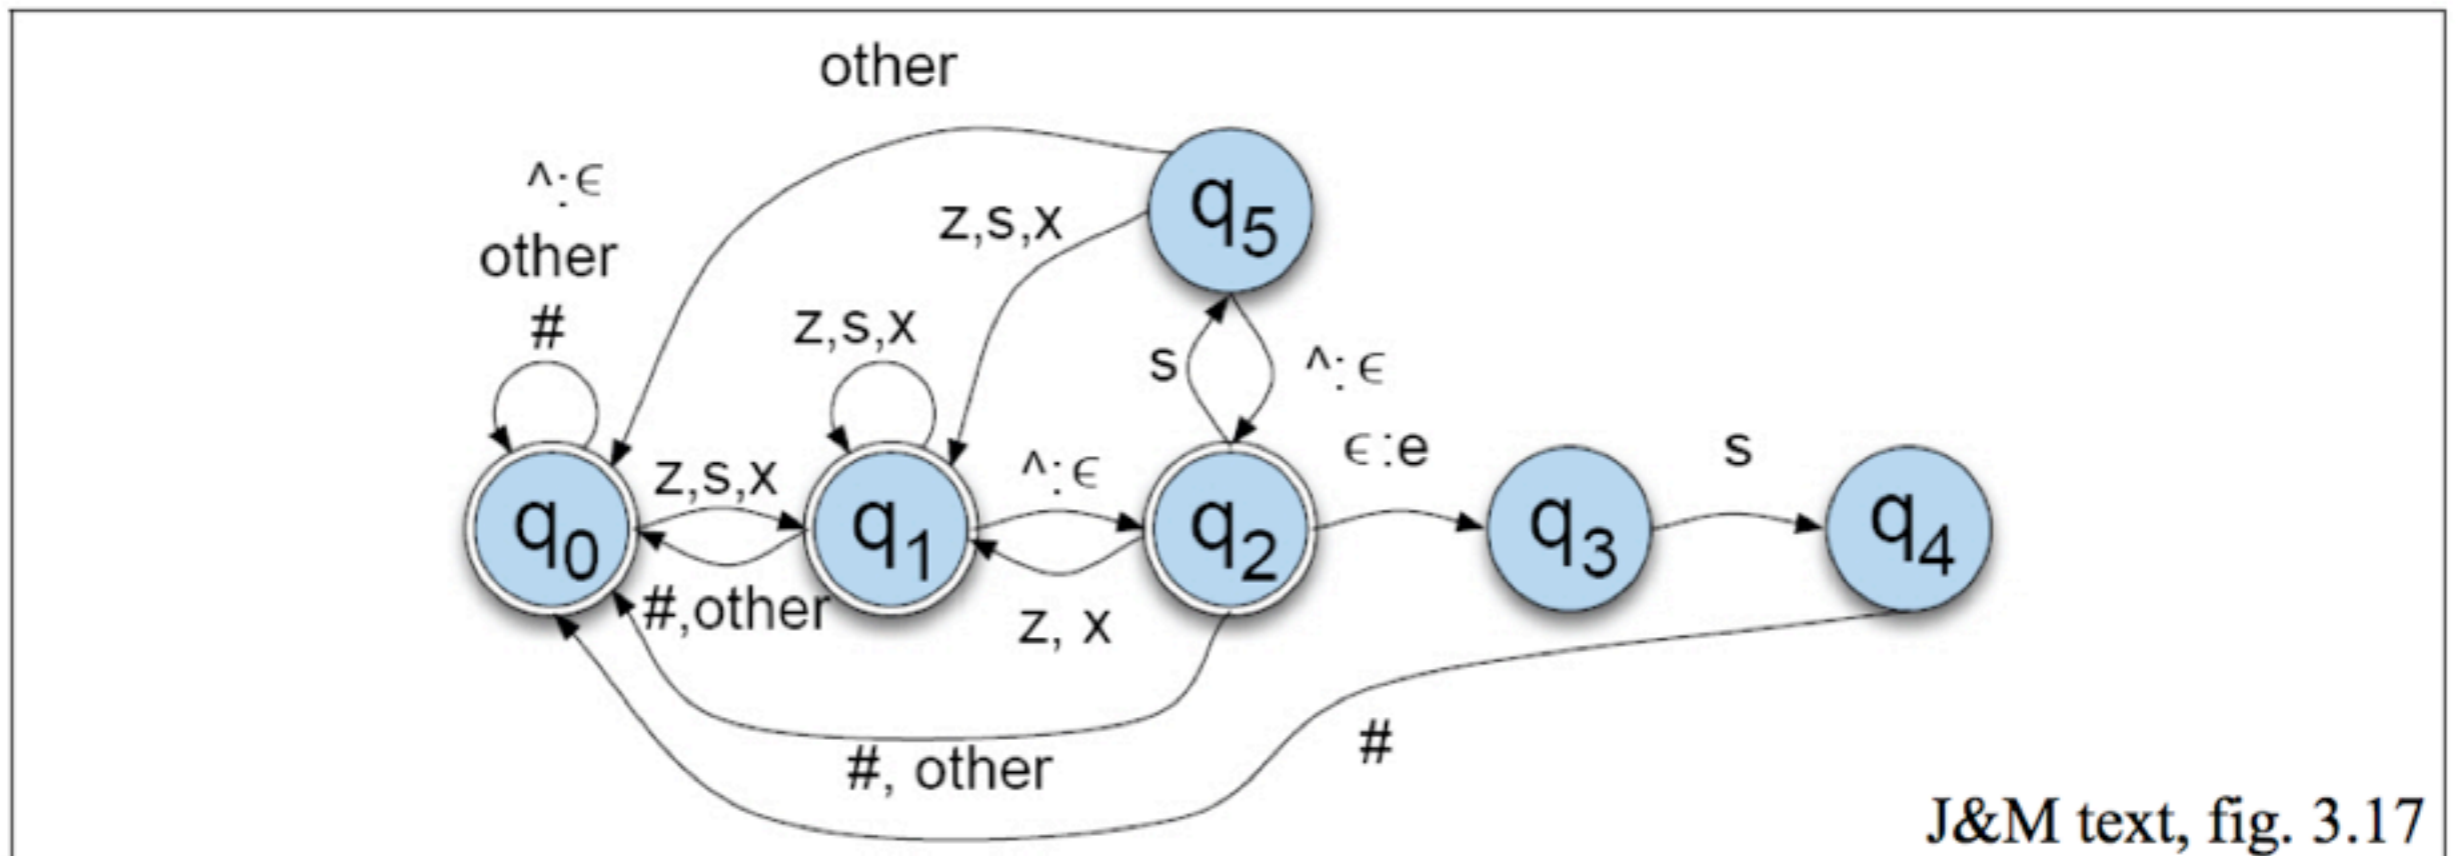 other
^:ϵ
other
#
z,s,x
z,s,x
q5
s
^:ϵ
z,s,x
^:ϵ
ϵ:e
s
q0
q1
q2
q3
q4
#,other
z, x
#, other
#
J&M text, fig. 3.17